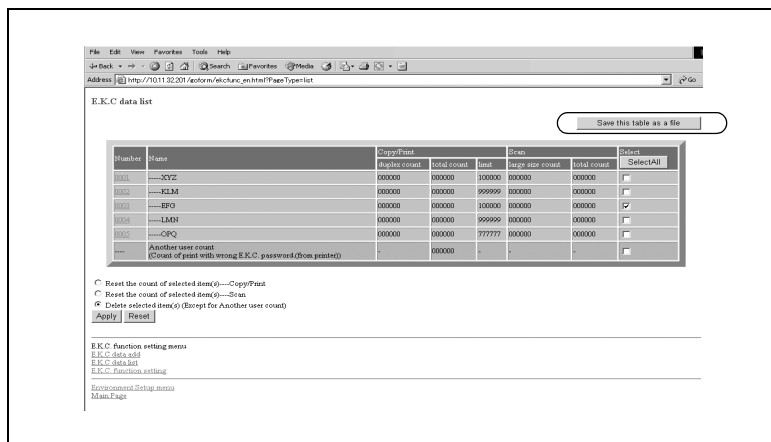 File Edit View Favorites Tools Help
Back Search Favorites Media
Address http://10.11.32.201/goform/ekcfunc_en.html?PageType=list Go
E.K.C data list
Save this table as a file
Number Name Copy/Print Scan Select
duplex count total count limit large size count total count SelectAll
0001 -----XYZ 000000 000000 100000 000000 000000
0002 -----KLM 000000 000000 999999 000000 000000
0003 -----EFG 000000 000000 100000 000000 000000
0004 -----LMN 000000 000000 999999 000000 000000
0005 -----OPQ 000000 000000 777777 000000 000000
---- Another user count
(Count of print with wrong E.K.C. password.(from printer)) - 000000 - - -
Reset the count of selected item(s)----Copy/Print
Reset the count of selected item(s)----Scan
Delete selected item(s) (Except for Another user count)
Apply Reset
E.K.C. function setting menu
E.K.C data add
E.K.C data list
E.K.C. function setting
Environment Setup menu
Main Page